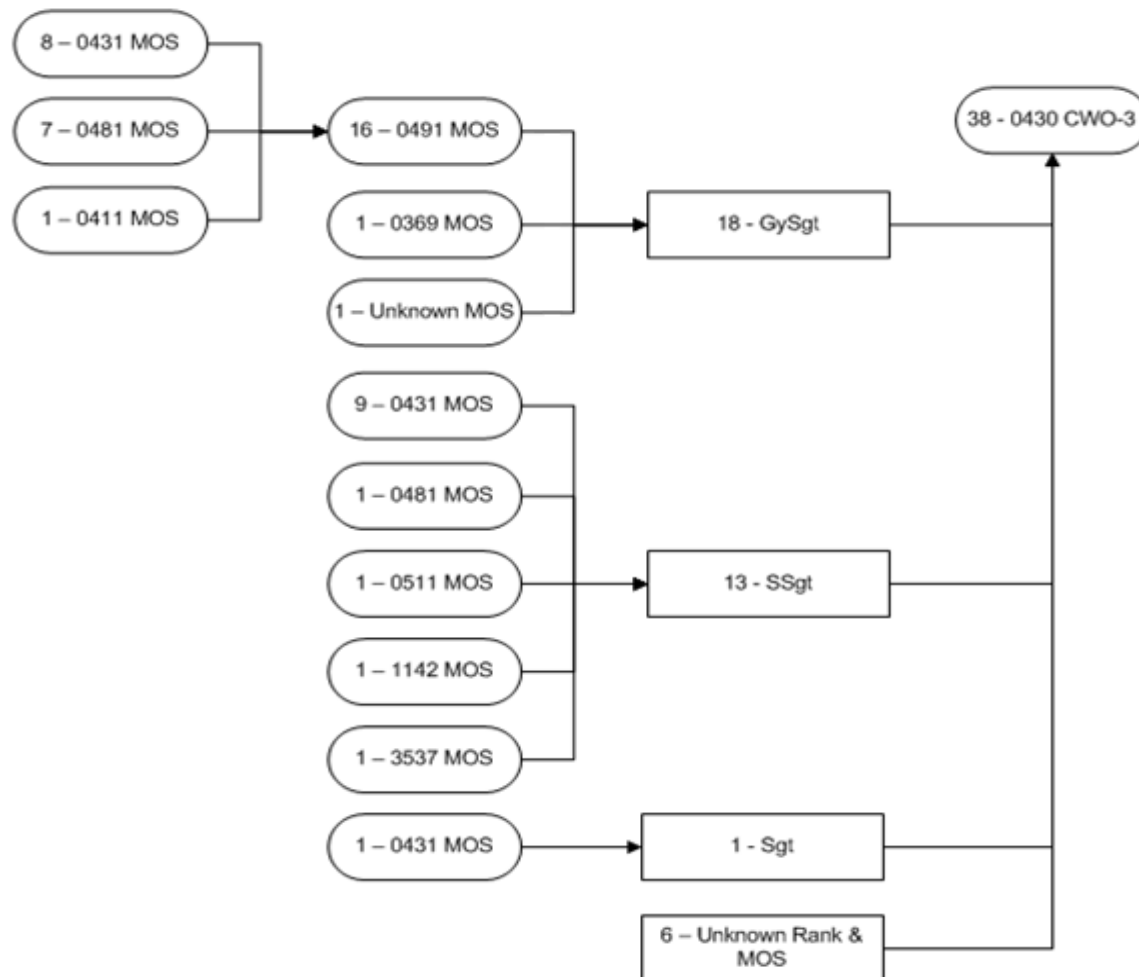 8 – 0431 MOS
7 – 0481 MOS
1 – 0411 MOS
16 – 0491 MOS
1 – 0369 MOS
1 – Unknown MOS
9 – 0431 MOS
1 – 0481 MOS
1 – 0511 MOS
1 – 1142 MOS
1 – 3537 MOS
1 – 0431 MOS
18 - GySgt
13 - SSgt
1 - Sgt
6 – Unknown Rank &
MOS
38 - 0430 CWO-3